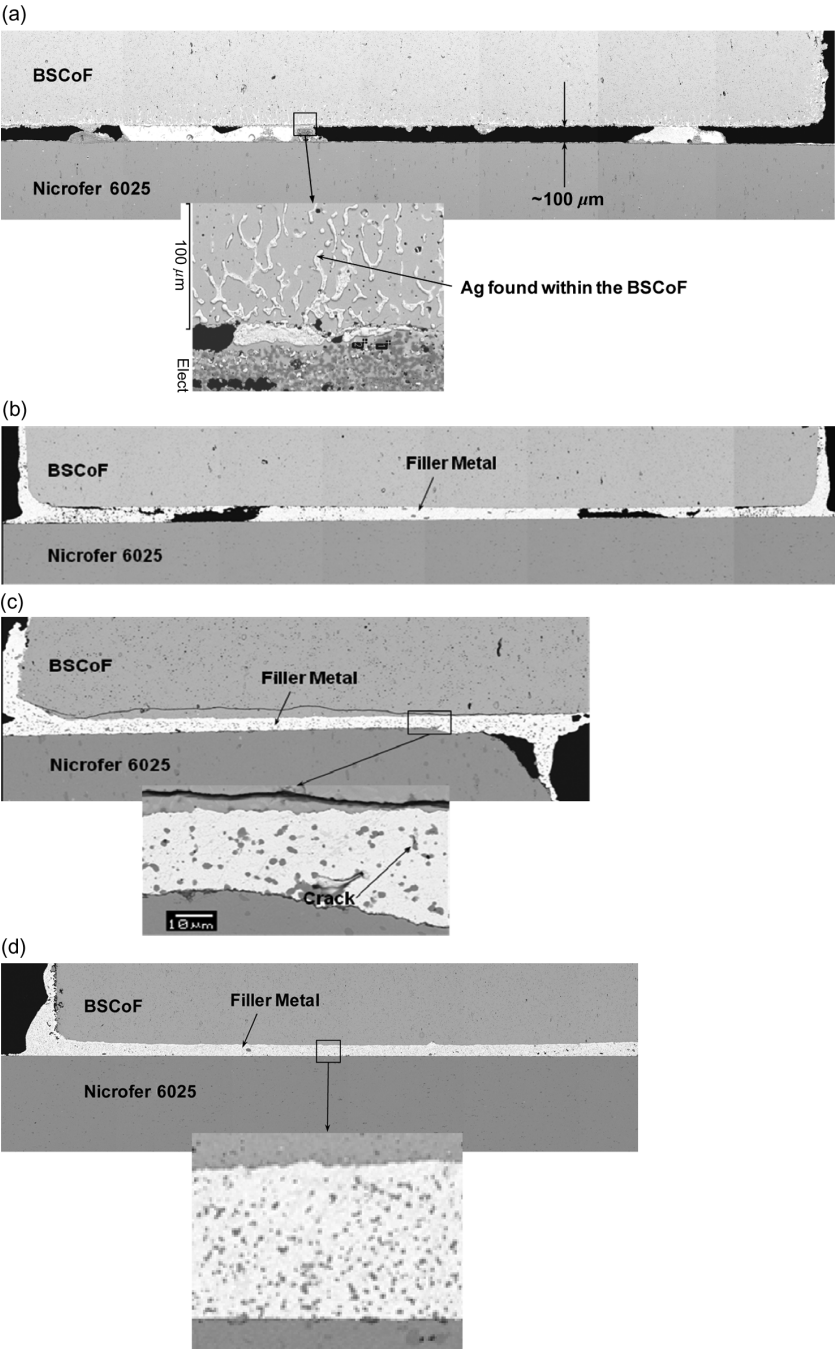 (a)
BSCoF
Nicrofer 6025
~100 μm
100 μm
Ag found within the BSCoF
Elect
(b)
BSCoF
Filler Metal
Nicrofer 6025
(c)
BSCoF
Filler Metal
Nicrofer 6025
Crack
10 μm
(d)
BSCoF
Filler Metal
Nicrofer 6025